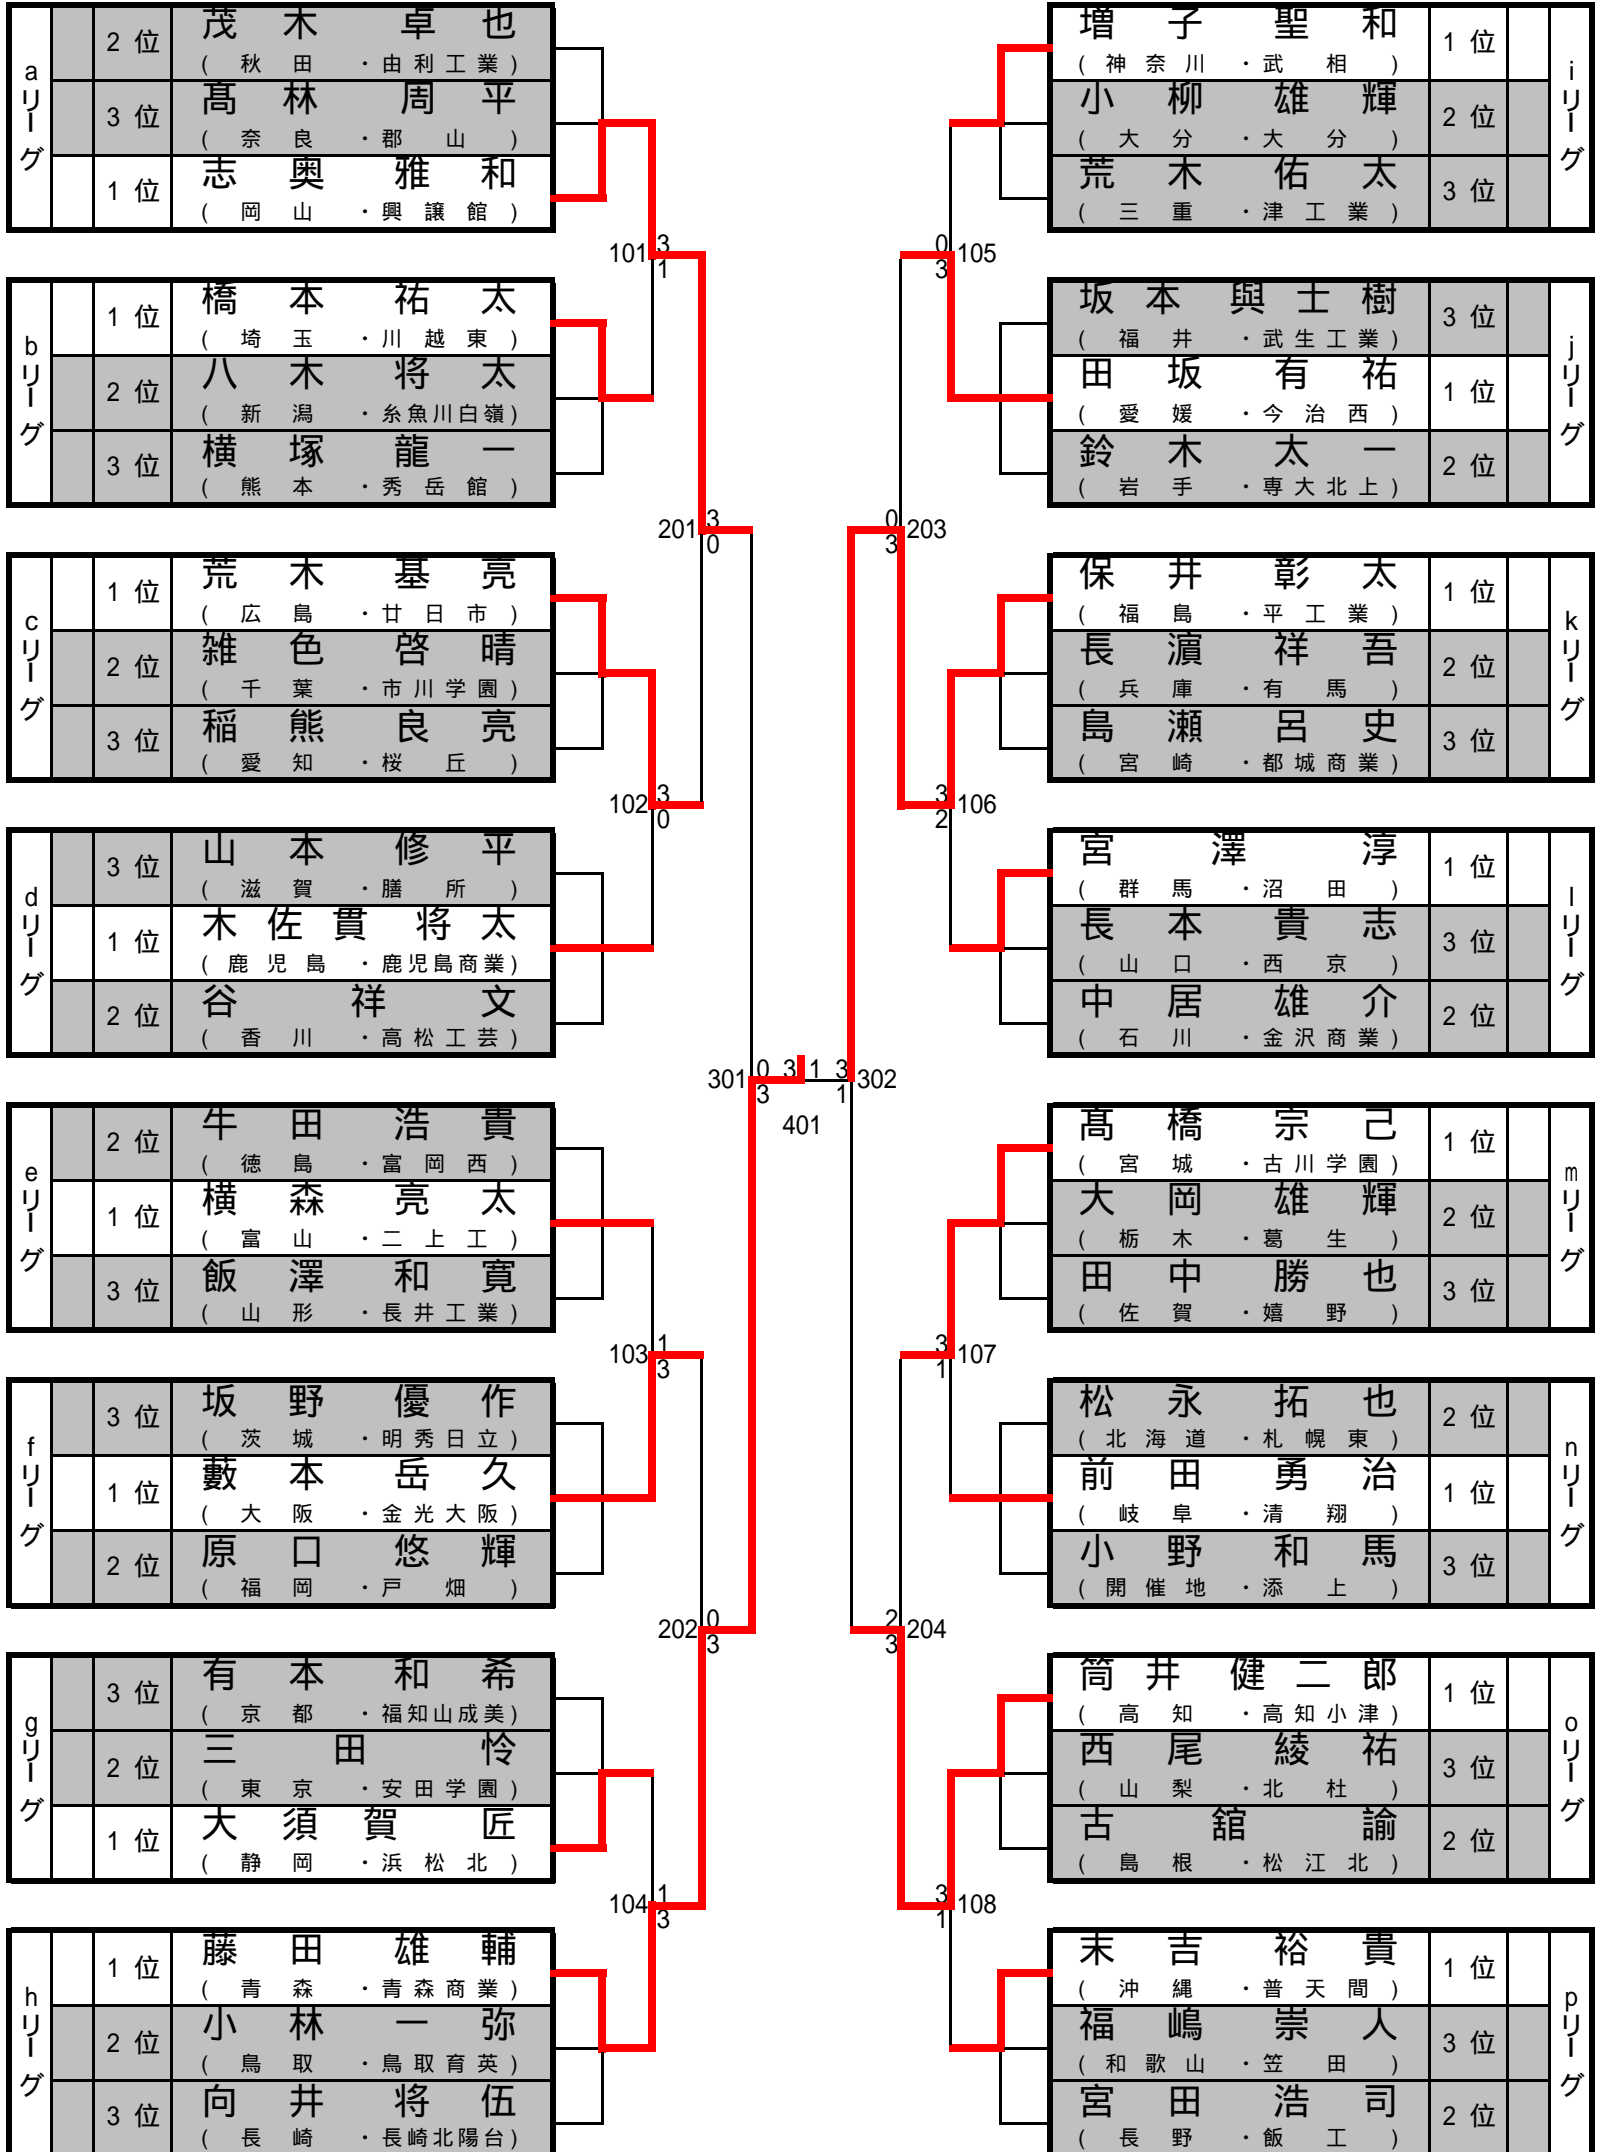 aリーグ
2 位 茂木 卓也
( 秋田 ・由利工業 )
3 位 髙林 周平
( 奈良 ・郡山 )
1 位 志奥 雅和
( 岡山 ・興譲館 )
101 3
1
bリーグ
1 位 橋本 祐太
( 埼玉 ・川越東 )
2 位 八木 将太
( 新潟 ・糸魚川白嶺 )
3 位 横塚 龍一
( 熊本 ・秀岳館 )
201 3
0
cリーグ
1 位 荒木 基亮
( 広島 ・廿日市 )
2 位 雑色 啓晴
( 千葉 ・市川学園 )
3 位 稲熊 良亮
( 愛知 ・桜丘 )
102 3
0
dリーグ
3 位 山本 修平
( 滋賀 ・膳所 )
1 位 木佐貫 将太
( 鹿児島 ・鹿児島商業 )
2 位 谷 祥文
( 香川 ・高松工芸 )
301 0 3 1 3 302
3 1
401
eリーグ
2 位 牛田 浩貴
( 徳島 ・富岡西 )
1 位 横森 亮太
( 富山 ・二上工 )
3 位 飯澤 和寛
( 山形 ・長井工業 )
103 1
3
fリーグ
3 位 坂野 優作
( 茨城 ・明秀日立 )
1 位 藪本 岳久
( 大阪 ・金光大阪 )
2 位 原口 悠輝
( 福岡 ・戸畑 )
202 0
3
gリーグ
3 位 有本 和希
( 京都 ・福知山成美 )
2 位 三田 怜
( 東京 ・安田学園 )
1 位 大須賀 匠
( 静岡 ・浜松北 )
104 1
3
hリーグ
1 位 藤田 雄輔
( 青森 ・青森商業 )
2 位 小林 一弥
( 鳥取 ・鳥取育英 )
3 位 向井 将伍
( 長崎 ・長崎北陽台 )
iリーグ
増子 聖和 1 位
( 神奈川 ・武相 )
小柳 雄輝 2 位
( 大分 ・大分 )
荒木 佑太 3 位
( 三重 ・津工業 )
0 105
3
jリーグ
坂本 與士樹 3 位
( 福井 ・武生工業 )
田坂 有祐 1 位
( 愛媛 ・今治西 )
鈴木 太一 2 位
( 岩手 ・専大北上 )
0 203
3
kリーグ
保井 彰太 1 位
( 福島 ・平工業 )
長濵 祥吾 2 位
( 兵庫 ・有馬 )
島瀬 呂史 3 位
( 宮崎 ・都城商業 )
3 106
2
lリーグ
宮澤 淳 1 位
( 群馬 ・沼田 )
長本 貴志 3 位
( 山口 ・西京 )
中居 雄介 2 位
( 石川 ・金沢商業 )
mリーグ
髙橋 宗己 1 位
( 宮城 ・古川学園 )
大岡 雄輝 2 位
( 栃木 ・葛生 )
田中 勝也 3 位
( 佐賀 ・嬉野 )
3 107
1
nリーグ
松永 拓也 2 位
( 北海道 ・札幌東 )
前田 勇治 1 位
( 岐阜 ・清翔 )
小野 和馬 3 位
( 開催地 ・添上 )
2 204
3
oリーグ
筒井 健二郎 1 位
( 高知 ・高知小津 )
西尾 綾祐 3 位
( 山梨 ・北杜 )
古舘 諭 2 位
( 島根 ・松江北 )
3 108
1
pリーグ
末吉 裕貴 1 位
( 沖縄 ・普天間 )
福嶋 崇人 3 位
( 和歌山 ・笠田 )
宮田 浩司 2 位
( 長野 ・飯工 )